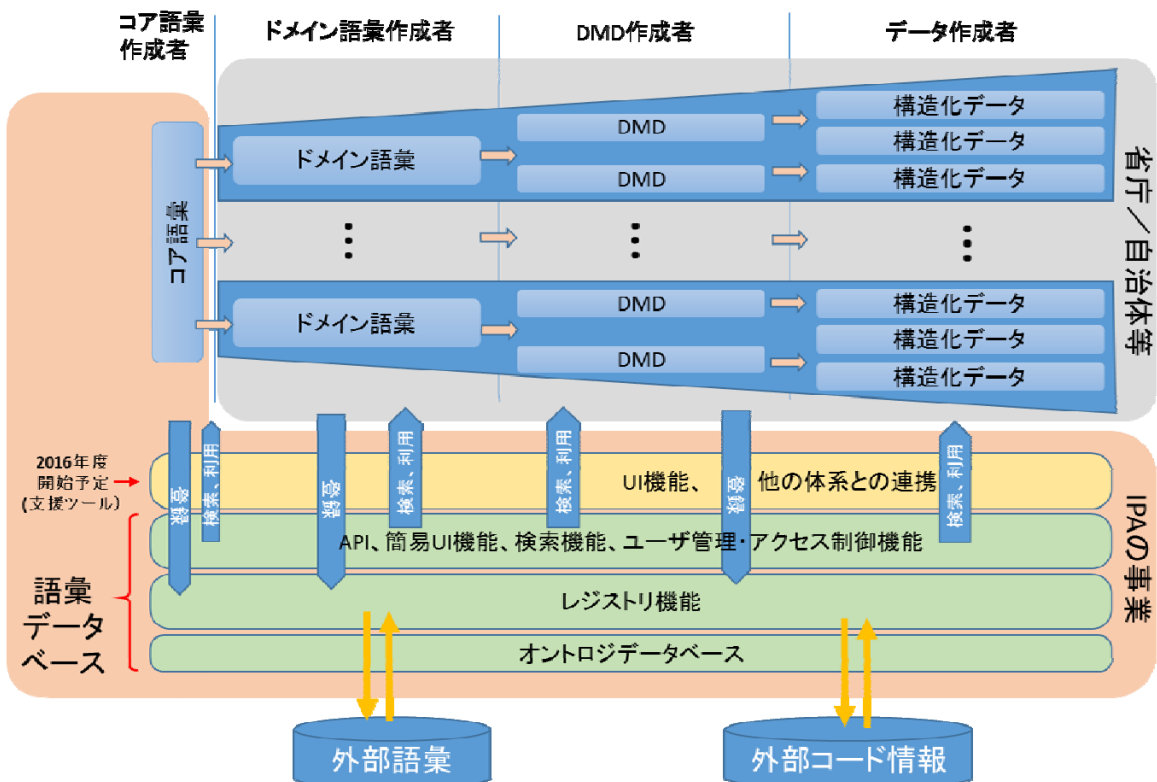 コア語彙
作成者
ドメイン語彙作成者
DMD作成者
データ作成者
コア語彙
ドメイン語彙
DMD
DMD
構造化データ
構造化データ
構造化データ
ドメイン語彙
DMD
DMD
構造化データ
構造化データ
構造化データ
省庁／自治体等
検索、利用
検索、利用
検索、利用
検索、利用
2016年度
開始予定
(支援ツール)
UI機能、 他の体系との連携
API、簡易UI機能、検索機能、ユーザ管理・アクセス制御機能
レジストリ機能
オントロジデータベース
語彙
データ
ベース
IPAの事業
外部語彙
外部コード情報